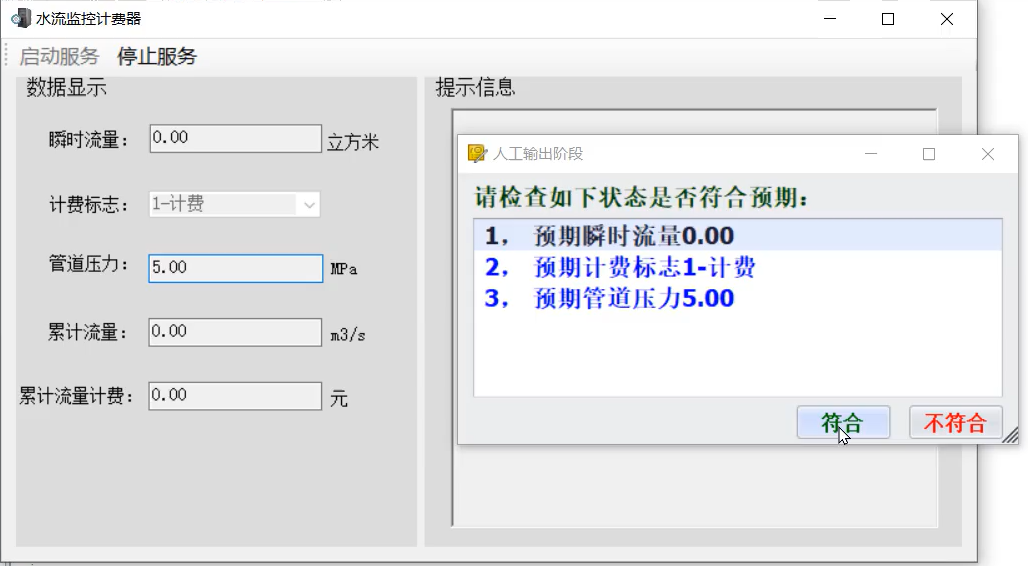 水流监控计费器
启动服务 停止服务
数据显示
瞬时流量： 0.00 立方米
计费标志： 1-计费
管道压力： 5.00 MPa
累计流量： 0.00 m3/s
累计流量计费： 0.00 元
提示信息
人工输出阶段
请检查如下状态是否符合预期：
1， 预期瞬时流量0.00
2， 预期计费标志1-计费
3， 预期管道压力5.00
符合 不符合